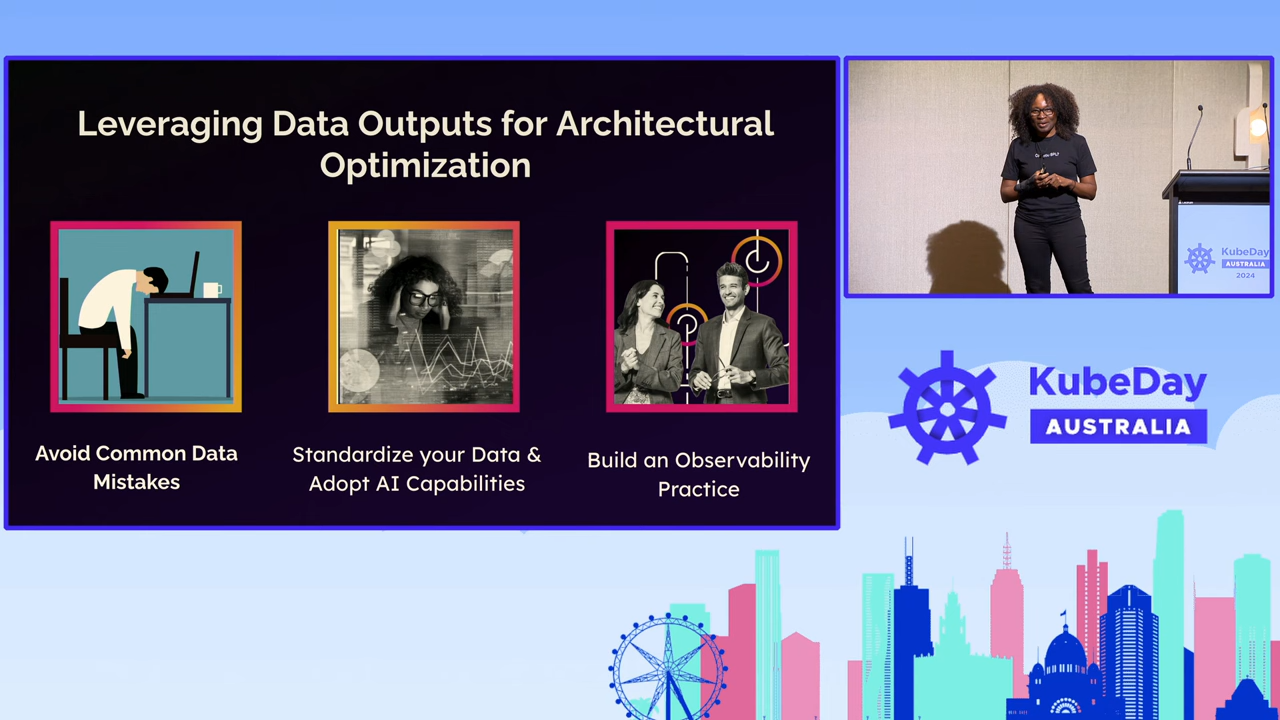 Leveraging Data Outputs for Architectural
Optimization
Avoid Common Data
Mistakes
Standardize your Data &
Adopt AI Capabilities
Build an Observability
Practice
KubeDay
AUSTRALIA
2024
KubeDay
AUSTRALIA